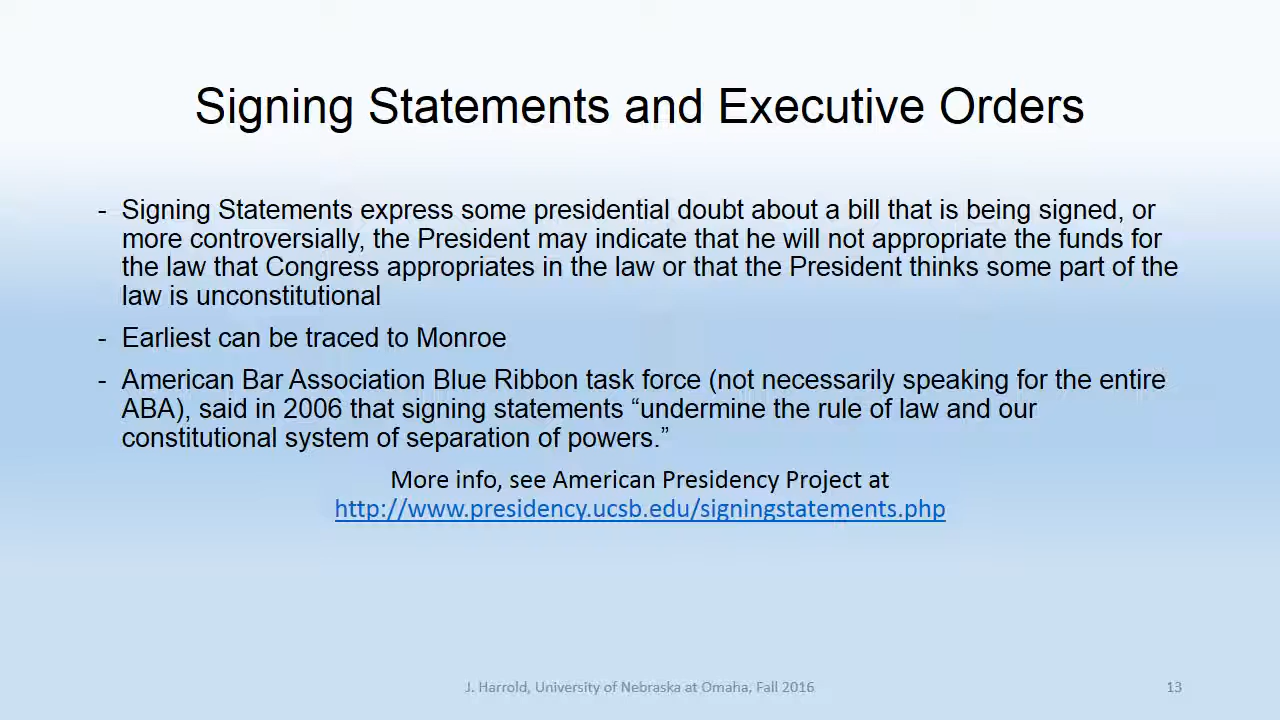 Signing Statements and Executive Orders
- Signing Statements express some presidential doubt about a bill that is being signed, or
more controversially, the President may indicate that he will not appropriate the funds for
the law that Congress appropriates in the law or that the President thinks some part of the
law is unconstitutional
- Earliest can be traced to Monroe
- American Bar Association Blue Ribbon task force (not necessarily speaking for the entire
ABA), said in 2006 that signing statements “undermine the rule of law and our
constitutional system of separation of powers.”
More info, see American Presidency Project at
http://www.presidency.ucsb.edu/signingstatements.php
J. Harrold, University of Nebraska at Omaha, Fall 2016
13